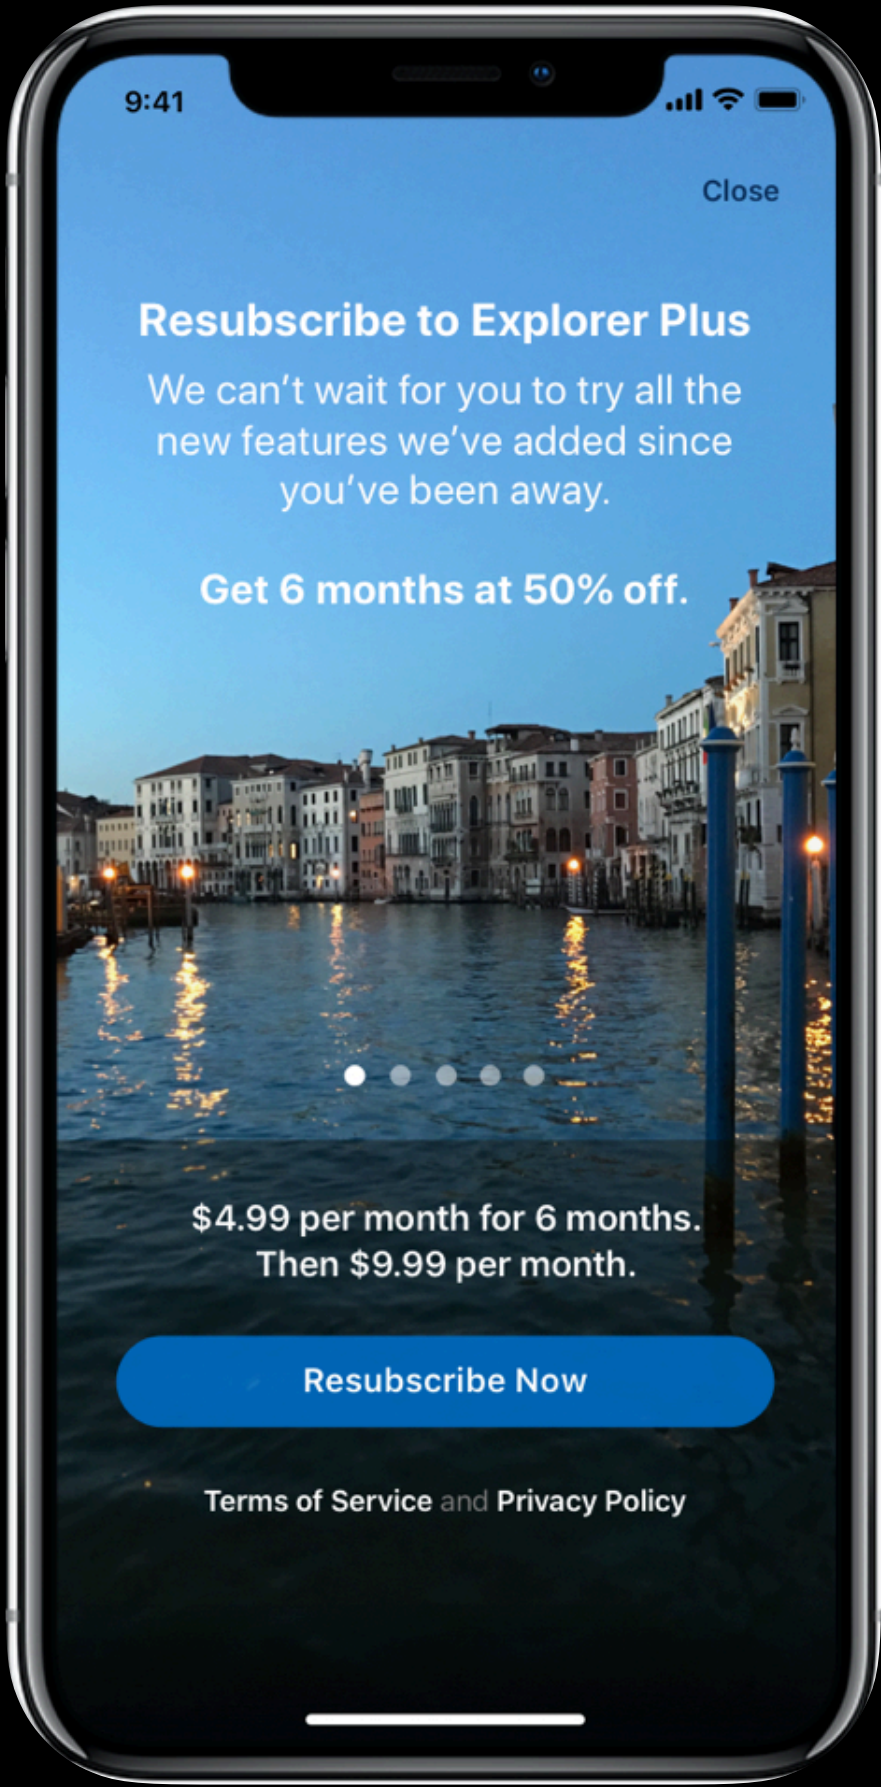 9:41
Close
Resubscribe to Explorer Plus
We can’t wait for you to try all the
new features we’ve added since
you’ve been away.
Get 6 months at 50% off.
$4.99 per month for 6 months.
Then $9.99 per month.
Resubscribe Now
Terms of Service and Privacy Policy